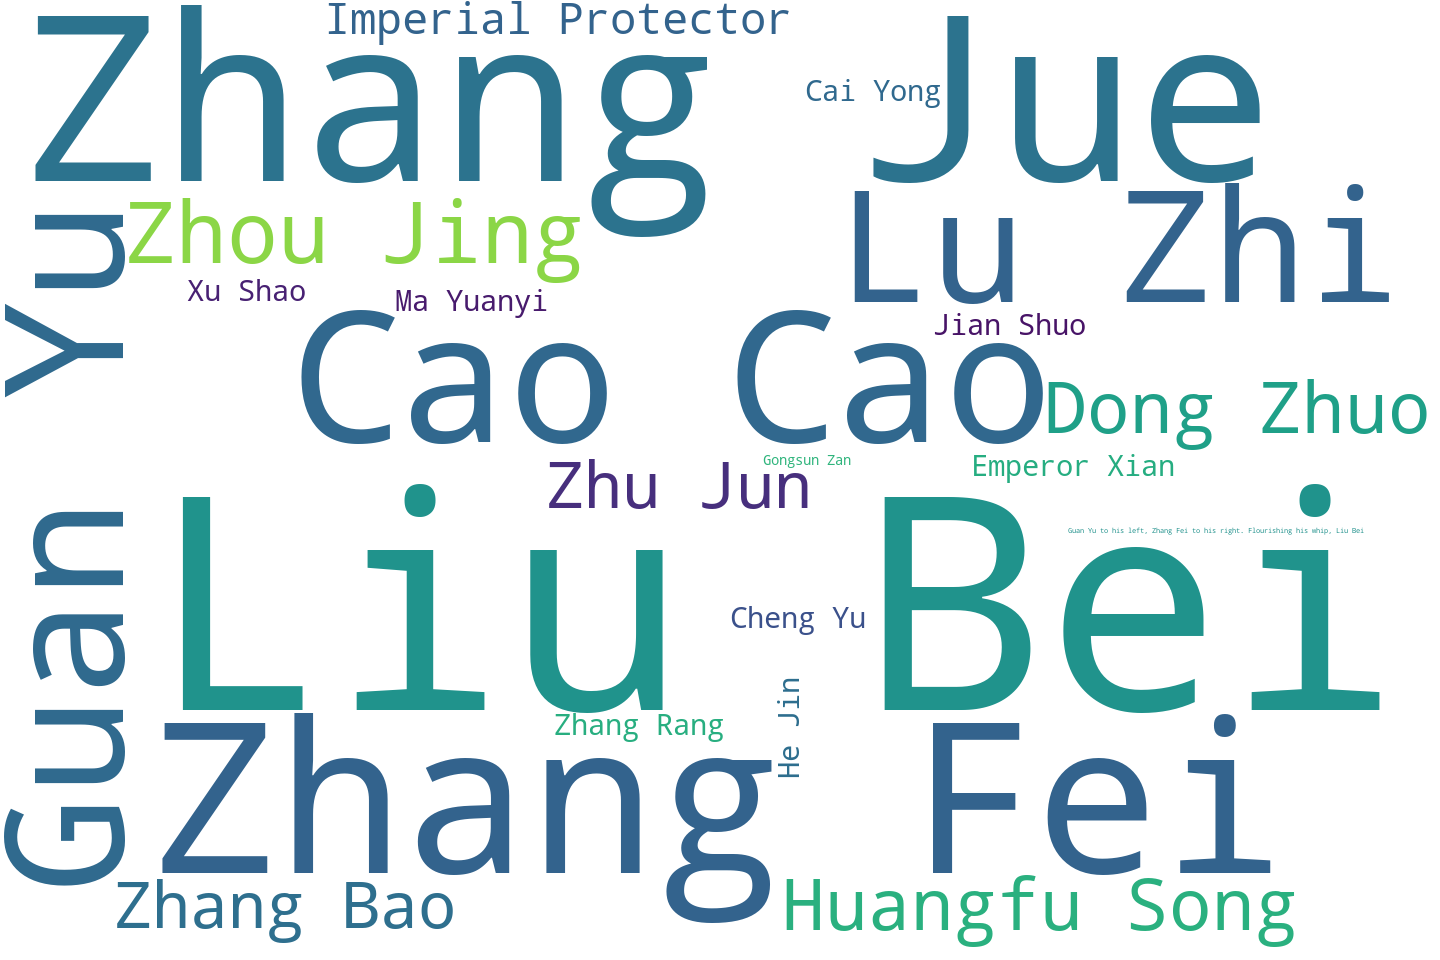 Imperial Protector
Zhang Jue
Cai Yong
Zhou Jing
Lu Zhi
Xu Shao
Ma Yuanyi
Jian Shuo
Cao Cao
Dong Zhuo
Gongsun Zan
Emperor Xian
Zhu Jun
Guan Yu
Liu Bei
Guan Yu to his left, Zhang Fei to his right. Flourishing his whip, Liu Bei
Cheng Yu
He Jin
Zhang Rang
Zhang Fei
Zhang Bao
Huangfu Song